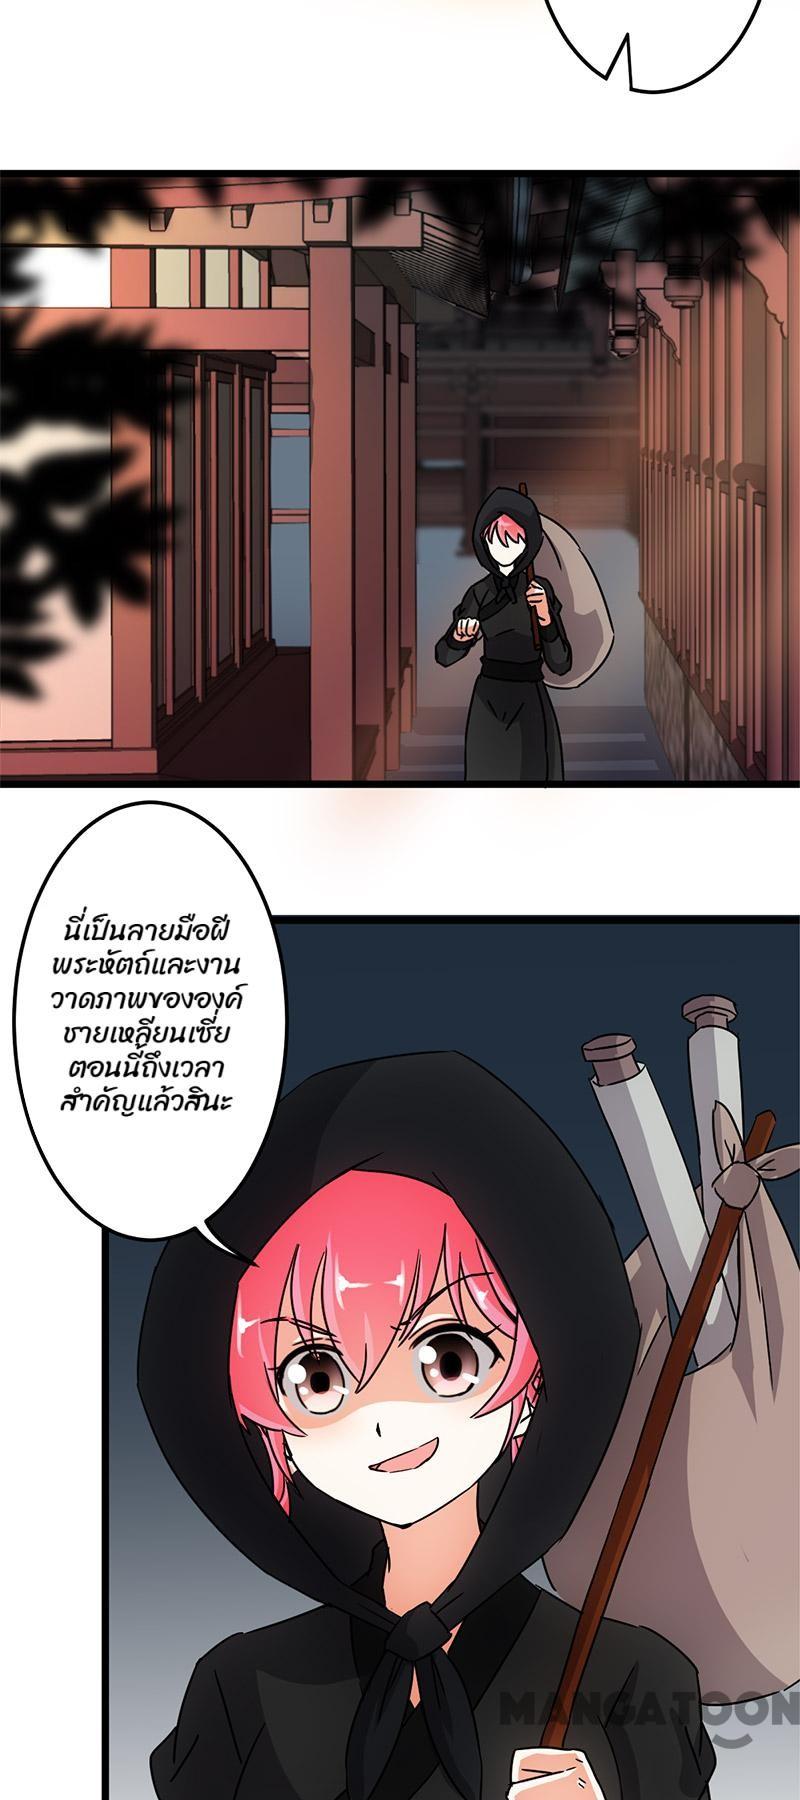 นี่เป็นลายมือฝี
พระหัตถ์และงาน
วาดภาพขององค์
ชายเหลียนเซี่ย
ตอนนี้ถึงเวลา
สำคัญแล้วสินะ
MANGATOON